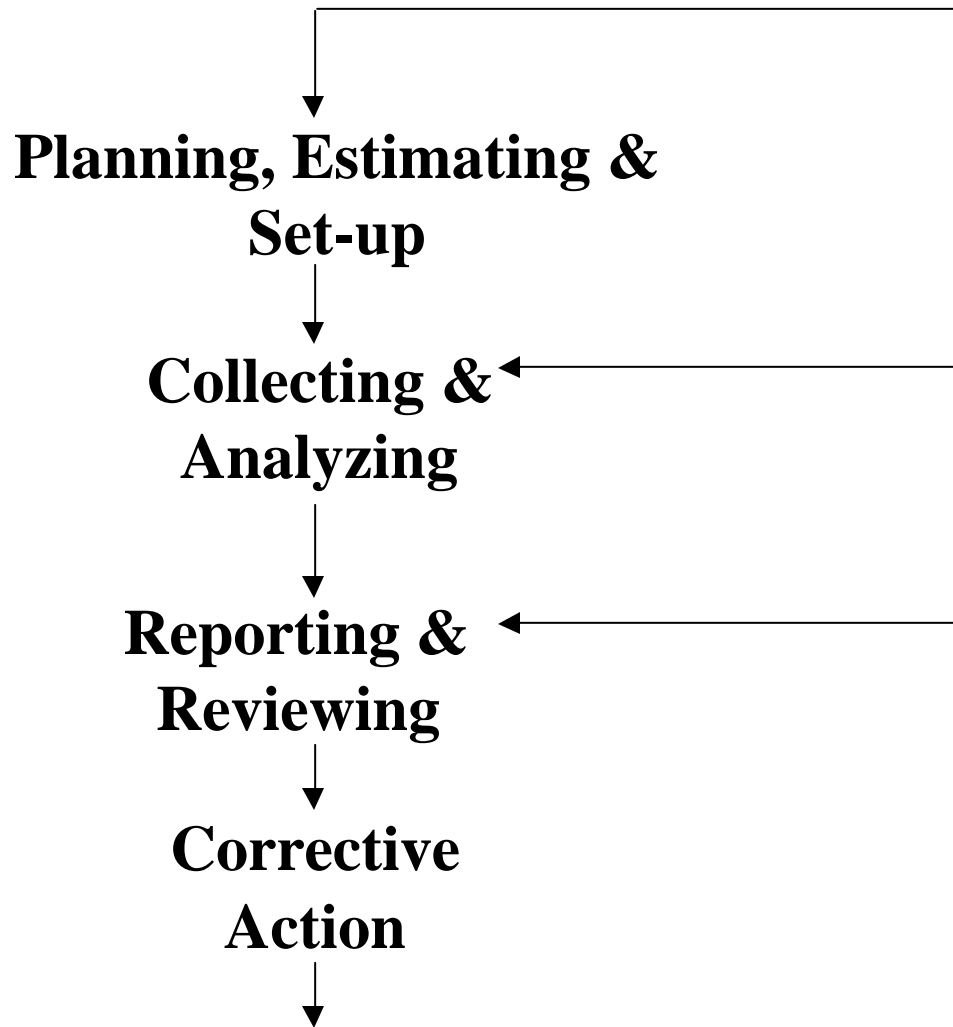 Planning, Estimating &
Set-up
Collecting &
Analyzing
Reporting &
Reviewing
Corrective
Action